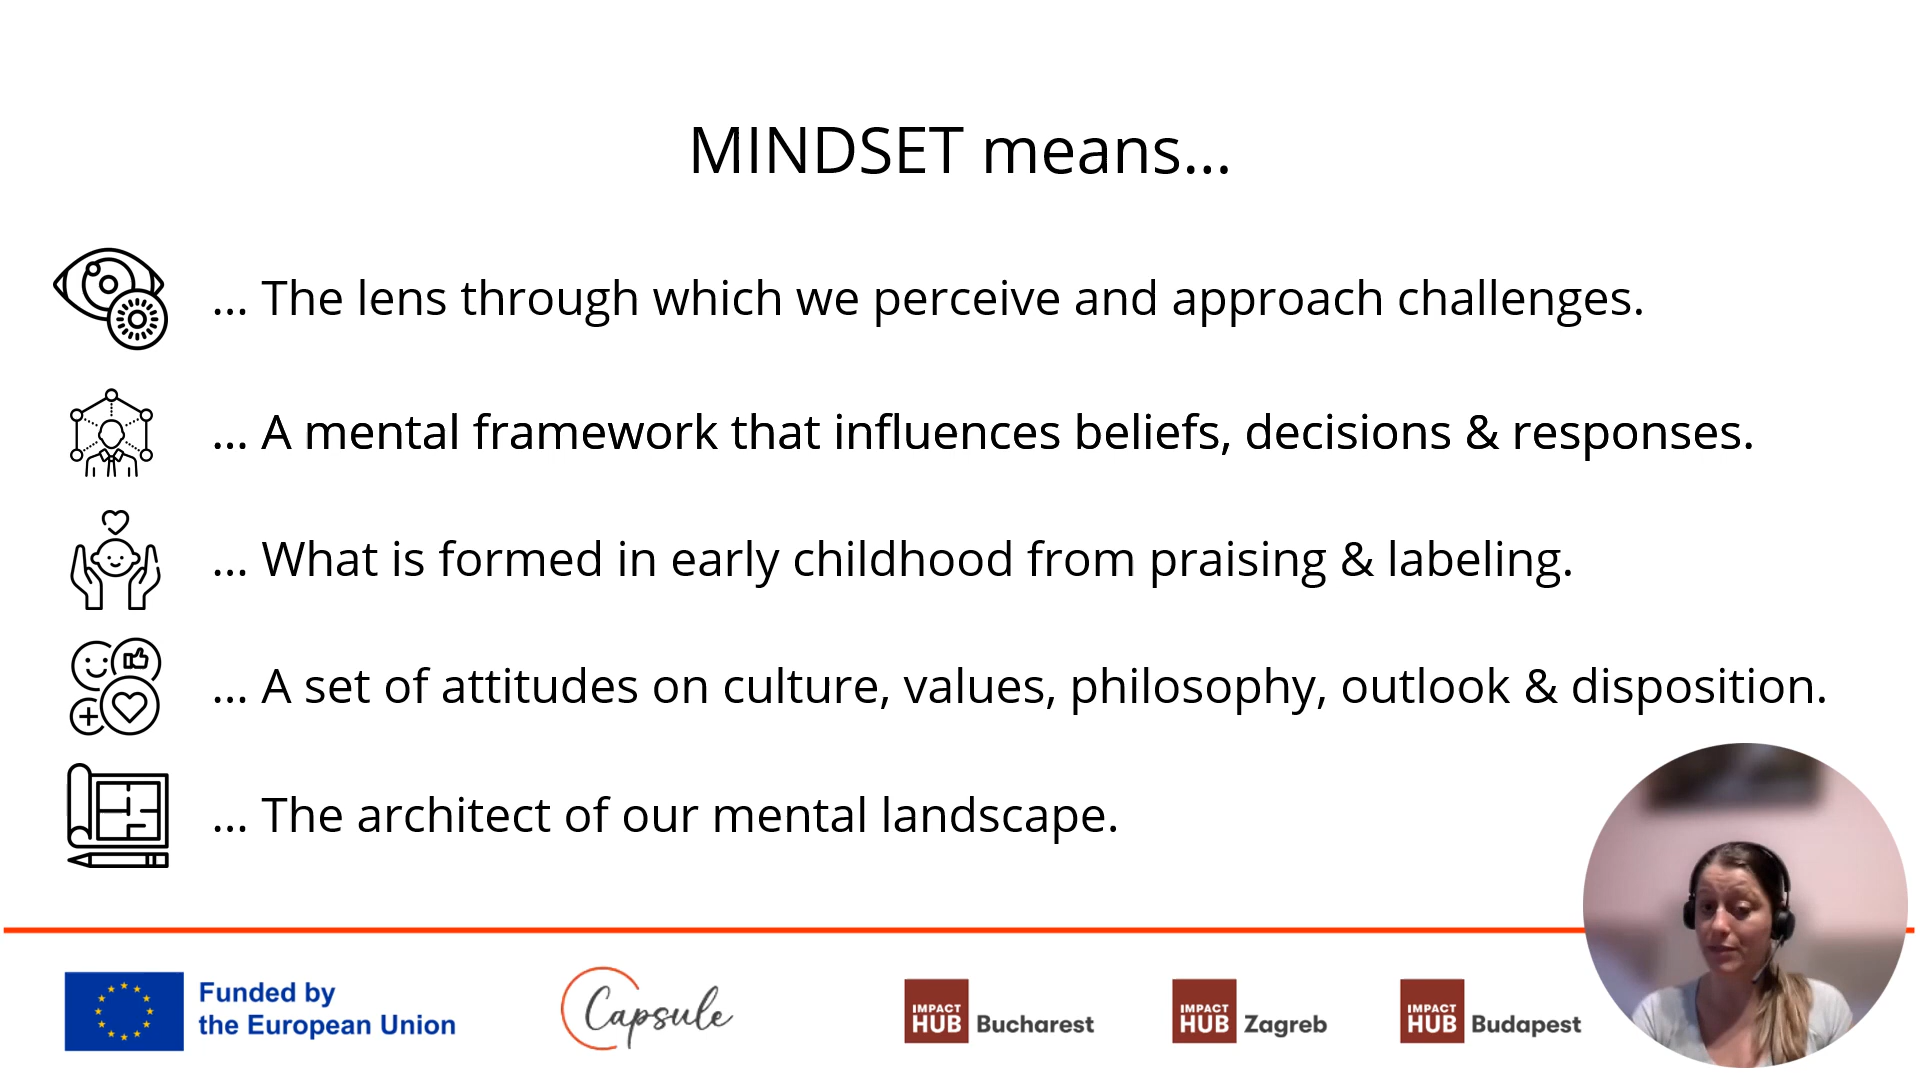 MINDSET means...
... The lens through which we perceive and approach challenges.
... A mental framework that influences beliefs, decisions & responses.
... What is formed in early childhood from praising & labeling.
... A set of attitudes on culture, values, philosophy, outlook & disposition.
... The architect of our mental landscape.
Funded by
the European Union
Capsule
IMPACT
HUB Bucharest
IMPACT
HUB Zagreb
IMPACT
HUB Budapest